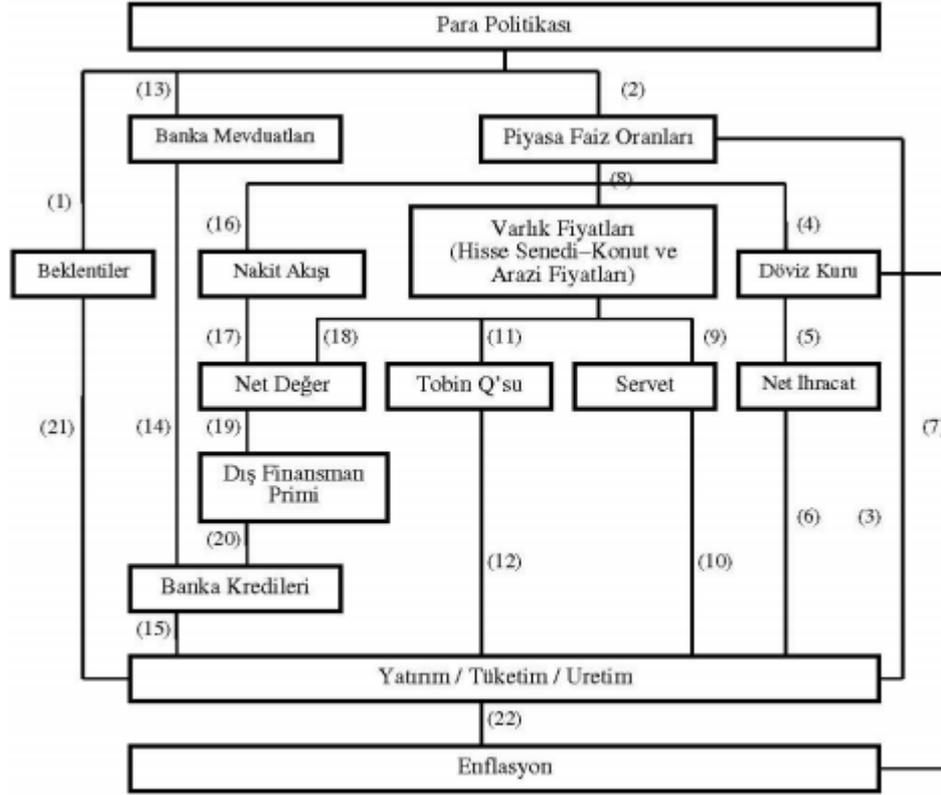 Para Politikası
(13)
(2)
Banka Mevduatları
Piyasa Faiz Oranları
(8)
(1)
(16)
(4)
Varlık Fiyatları
(Hisse Senedi–Konut ve
Arazi Fiyatları)
Beklentiler
Nakit Akışı
Döviz Kuru
(17)
(18)
(11)
(9)
(5)
Net Değer
Tobin Q'su
Servet
Net İhracat
(21)
(14)
(19)
(7)
Dış Finansman
Primi
(6)
(3)
(20)
(12)
(10)
Banka Kredileri
(15)
Yatırım / Tüketim / Uretim
(22)
Enflasyon